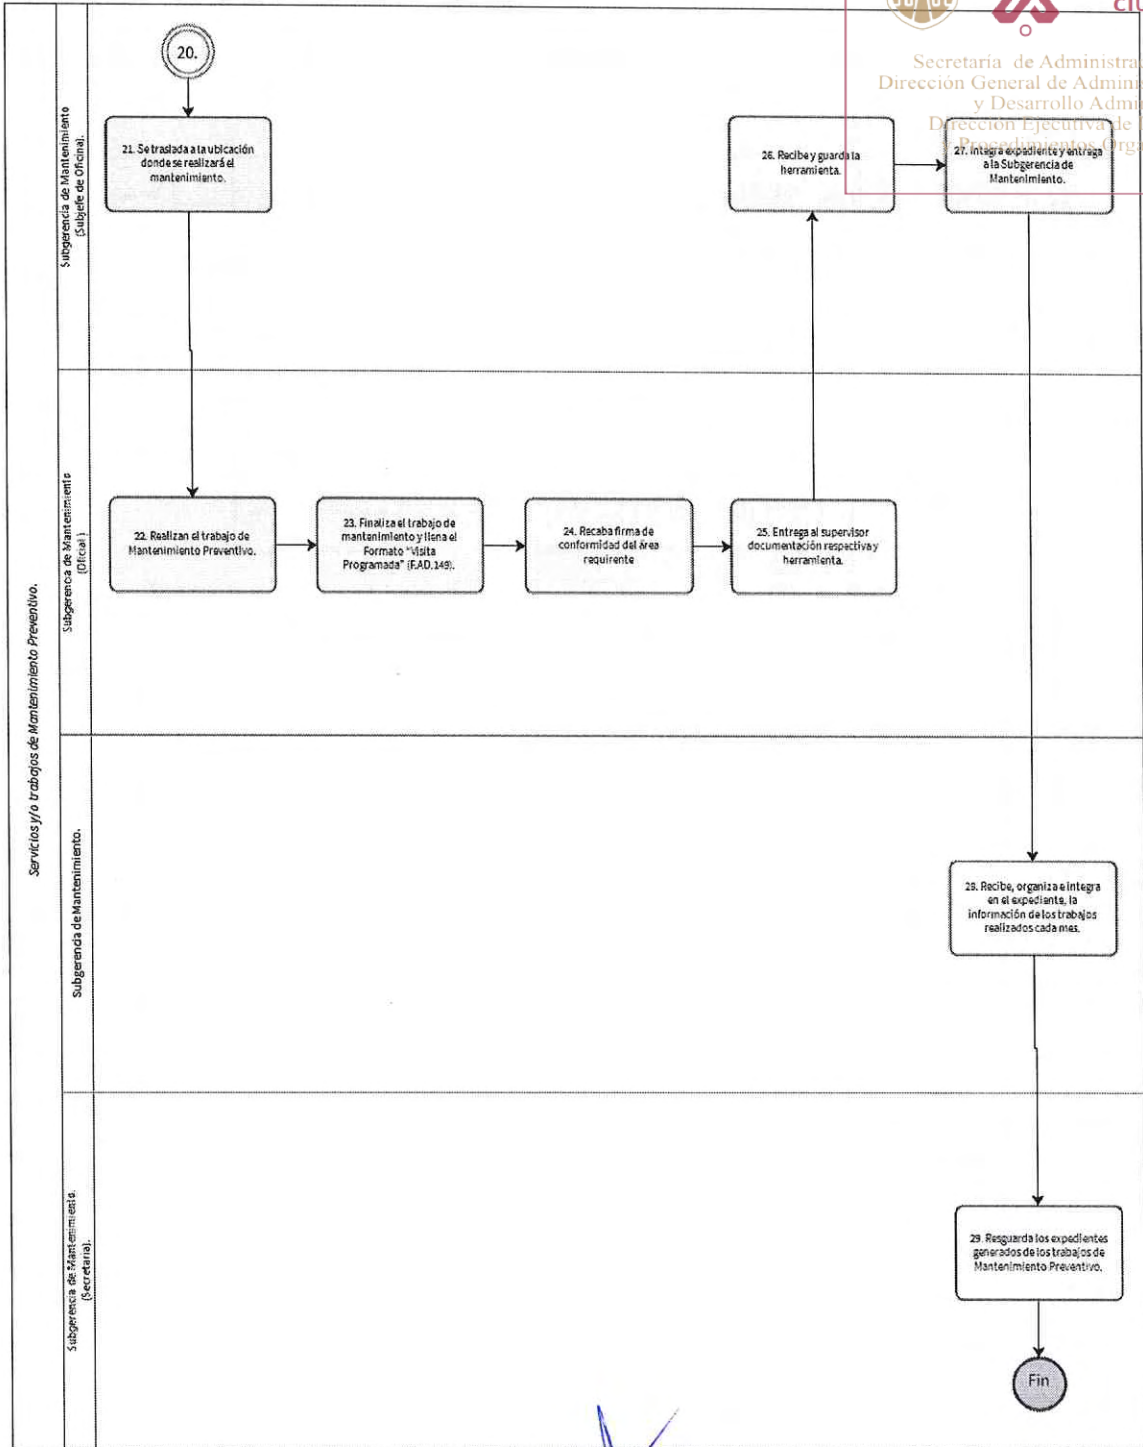 Secretaría de Administra
Dirección General de Admini
y Desarrollo Admi
Dirección Ejecutiva de
y Procedimientos Orga
Servicios y/o trabajos de Mantenimiento Preventivo.
Subgerencia de Mantenimiento
(Subjefe de Oficina).
20.
21. Se traslada a la ubicación
donde se realizará el
mantenimiento.
26. Recibe y guarda la
herramienta.
27. Integra expediente y entrega
a la Subgerencia de
Mantenimiento.
Subgerencia de Mantenimiento
(Oficial)
22. Realizan el trabajo de
Mantenimiento Preventivo.
23. Finaliza el trabajo de
mantenimiento y llena el
Formato "Visita
Programada" (F.AD.149).
24. Recaba firma de
conformidad del área
requirente
25. Entrega al supervisor
documentación respectiva y
herramienta.
Subgerencia de Mantenimiento.
28. Recibe, organiza e integra
en el expediente, la
información de los trabajos
realizados cada mes.
Subgerencia de Mantenimiento.
(Secretaria).
29. Resguarda los expedientes
generados de los trabajos de
Mantenimiento Preventivo.
Fin